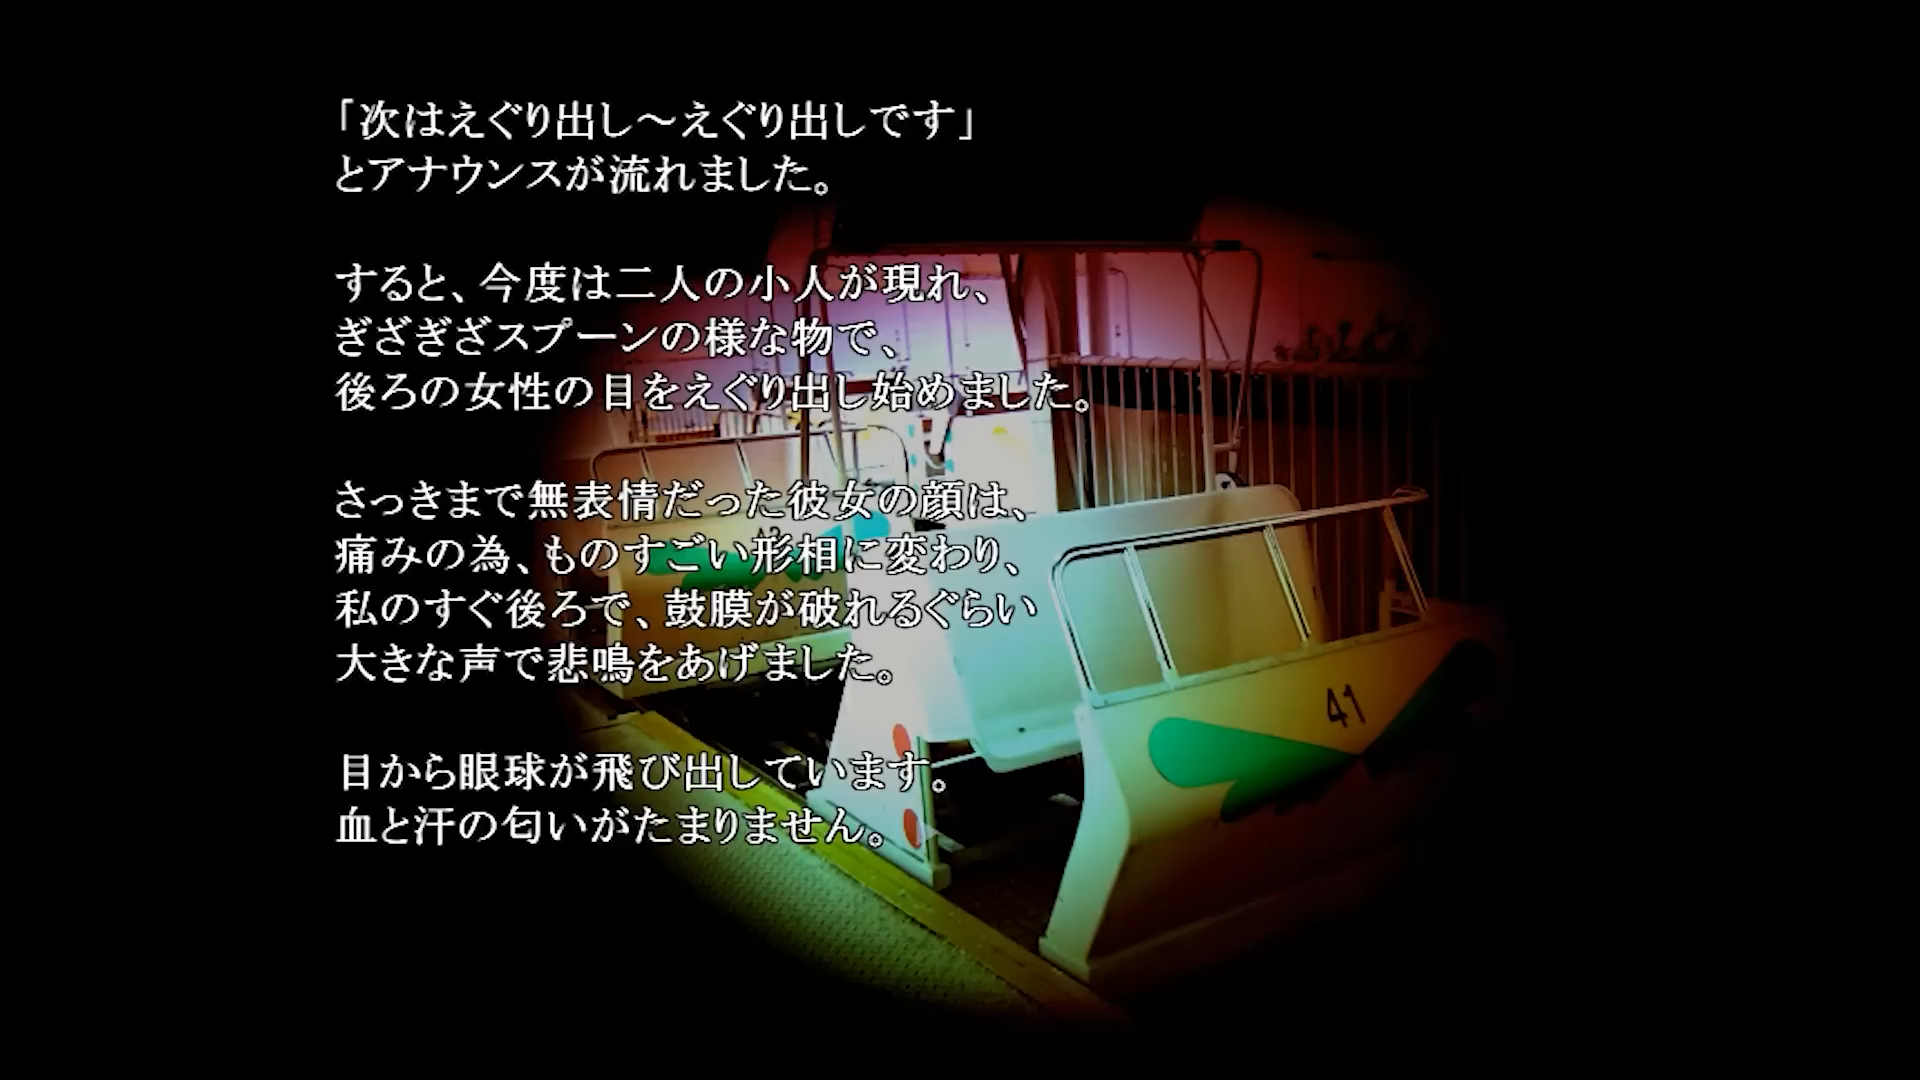 「次はえぐり出し～えぐり出しです」
とアナウンスが流れました。
すると、今度は二人の小人が現れ、
ぎざぎざスプーンの様な物で、
後ろの女性の目をえぐり出し始めました。
さっきまで無表情だった彼女の顔は、
痛みの為、ものすごい形相に変わり、
私のすぐ後ろで、鼓膜が破れるぐらい
大きな声で悲鳴をあげました。
目から眼球が飛び出しています。
血と汗の匂いがたまりません。
41